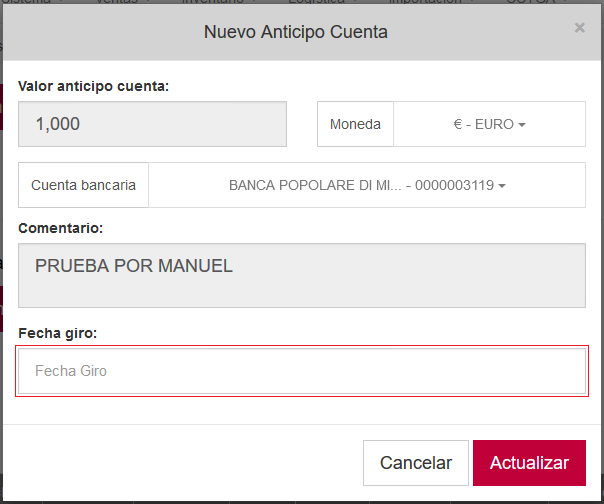 Nuevo Anticipo Cuenta ×
Valor anticipo cuenta:
1,000 Moneda € - EURO
Cuenta bancaria BANCA POPOLARE DI MI... - 0000003119
Comentario:
PRUEBA POR MANUEL
Fecha giro:
Fecha Giro
Cancelar Actualizar